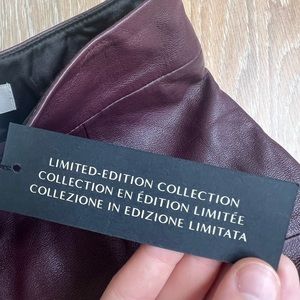 LIMITED-EDITION COLLECTION
COLLECTION EN ÉDITION LIMITÉE
COLLEZIONE IN EDIZIONE LIMITATA